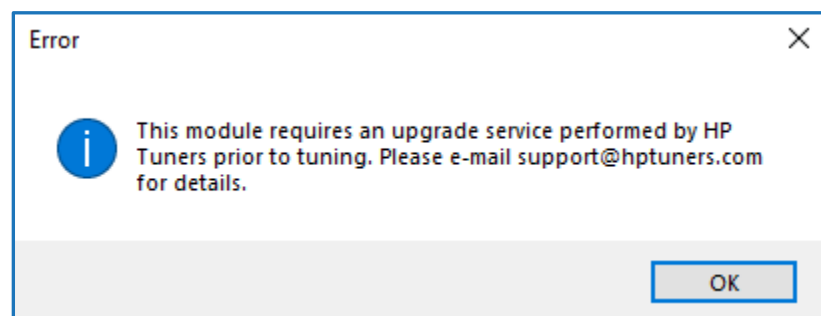 Error
This module requires an upgrade service performed by HP
Tuners prior to tuning. Please e-mail support@hptuners.com
for details.
OK